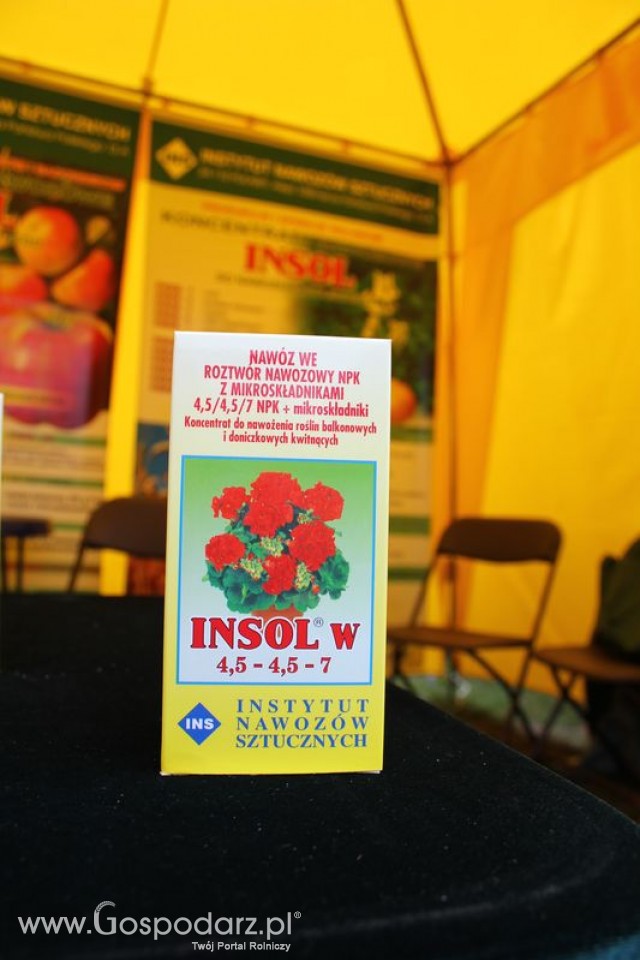 W SZTUCZNYCH
INSTYTUT NAWOZÓW SZTUCZNYCH
INSOL
NAWÓZ WE
ROZTWÓR NAWOZOWY NPK
Z MIKROSKŁADNIKAMI
4,5/4,5/7 NPK + mikroskładniki
Koncentrat do nawożenia roślin balkonowych
i doniczkowych kwitnących
INSOL® W
4,5 - 4,5 - 7
INS
INSTYTUT
NAWOZÓW
SZTUCZNYCH
www.Gospodarz.pl®
Twój Portal Rolniczy